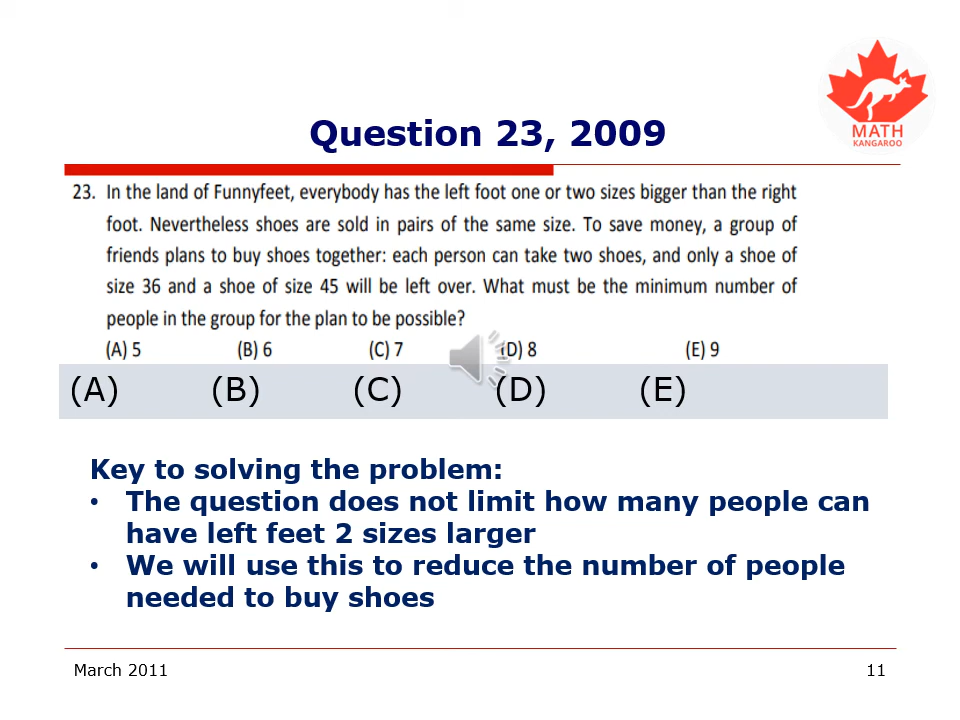 MATH
KANGAROO
Question 23, 2009
23. In the land of Funnyfeet, everybody has the left foot one or two sizes bigger than the right
foot. Nevertheless shoes are sold in pairs of the same size. To save money, a group of
friends plans to buy shoes together: each person can take two shoes, and only a shoe of
size 36 and a shoe of size 45 will be left over. What must be the minimum number of
people in the group for the plan to be possible?
(A) 5 (B) 6 (C) 7 (D) 8 (E) 9
(A) (B) (C) (D) (E)
Key to solving the problem:
• The question does not limit how many people can
have left feet 2 sizes larger
• We will use this to reduce the number of people
needed to buy shoes
March 2011 11